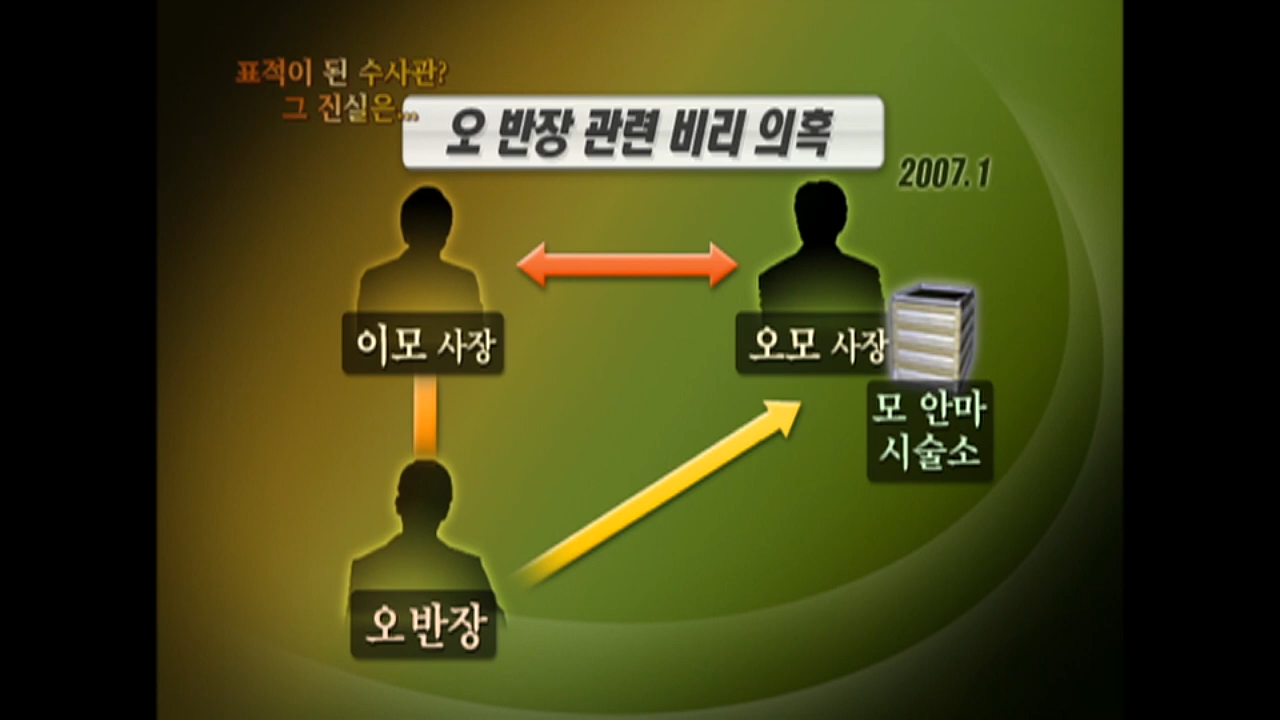 표적이 된 수사관?
그 진실은...
오 반장 관련 비리 의혹
2007. 1
이모 사장
오모 사장
모 안마
시술소
오 반장